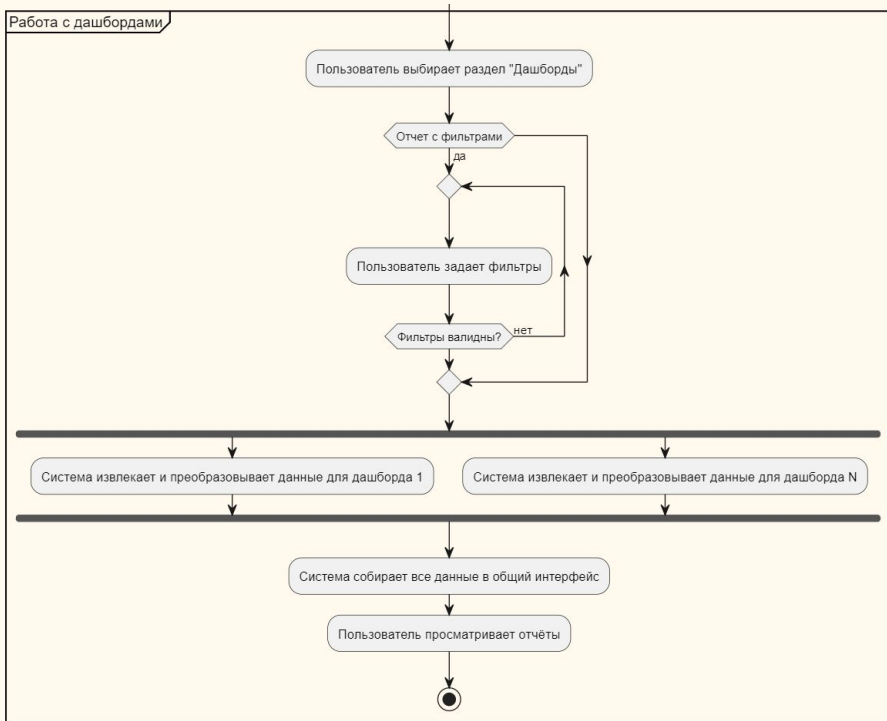 Работа с дашбордами
Пользователь выбирает раздел "Дашборды"
Отчет с фильтрами
да
Пользователь задает фильтры
Фильтры валидны?
нет
Система извлекает и преобразовывает данные для дашборда 1
Система извлекает и преобразовывает данные для дашборда N
Система собирает все данные в общий интерфейс
Пользователь просматривает отчёты